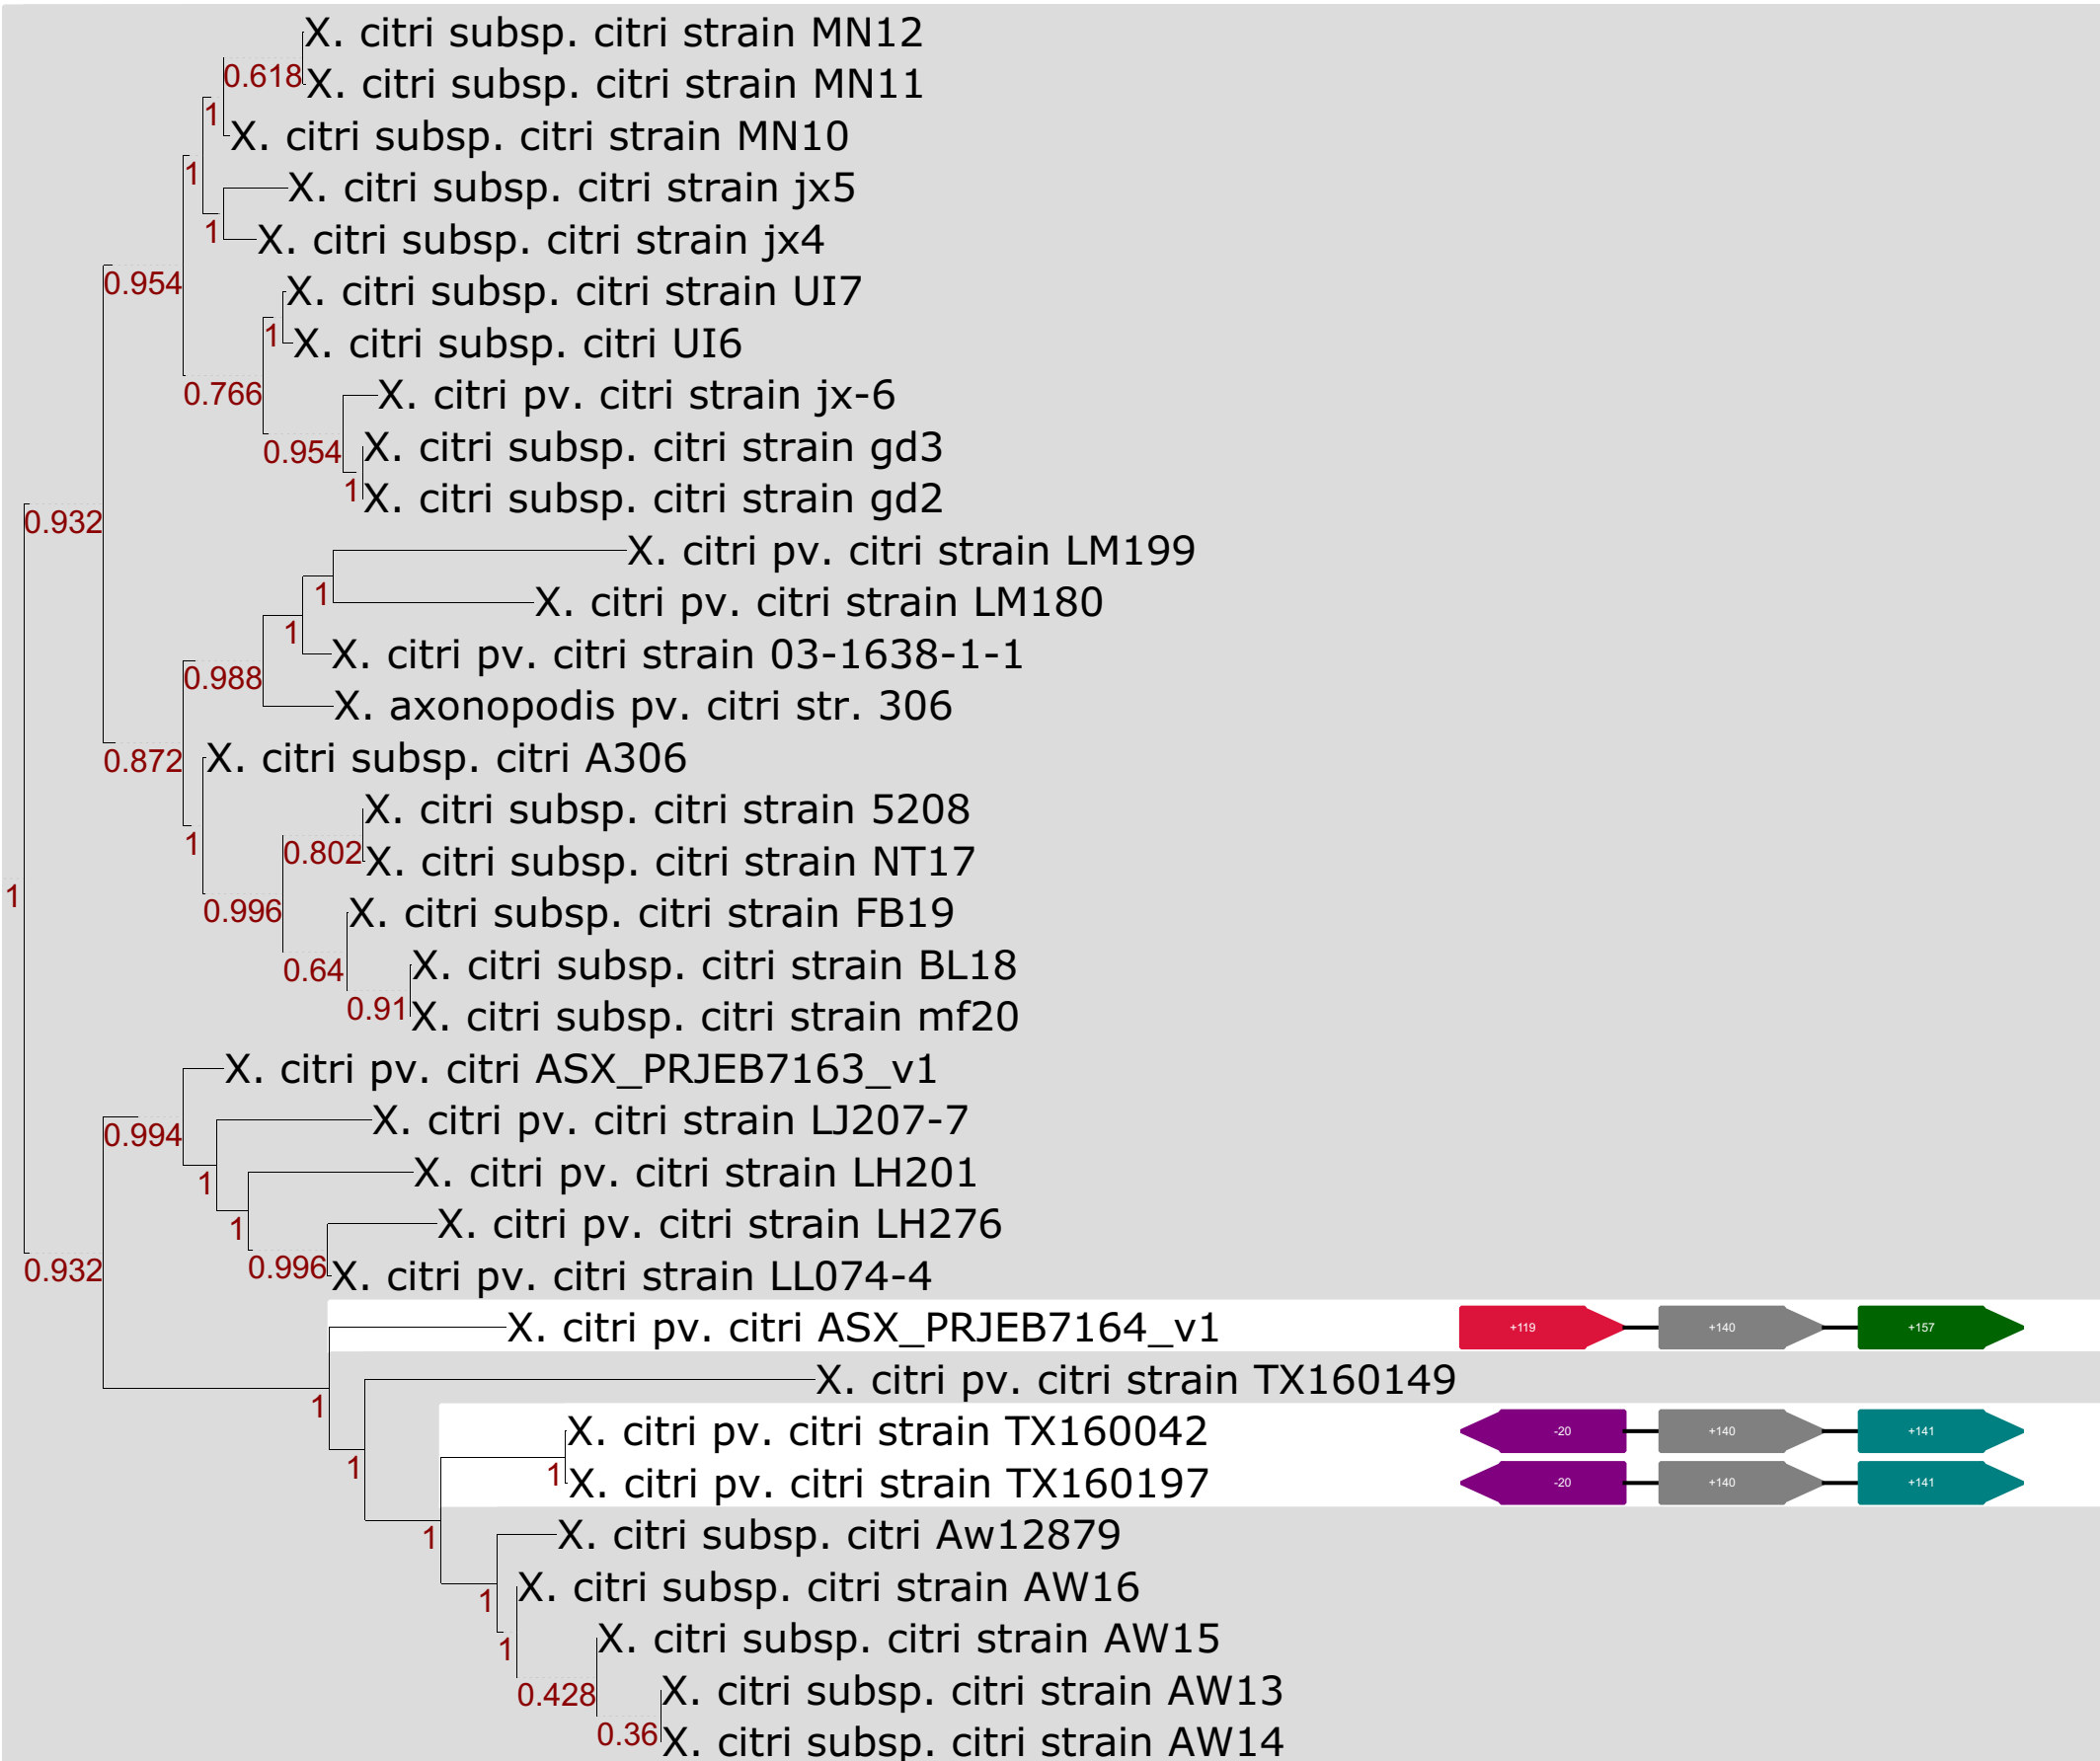 X. citri subsp. citri strain MN12
0.618
X. citri subsp. citri strain MN11
1
X. citri subsp. citri strain MN10
1
X. citri subsp. citri strain jx5
1
X. citri subsp. citri strain jx4
0.954
X. citri subsp. citri strain UI7
1
X. citri subsp. citri UI6
0.766
X. citri pv. citri strain jx-6
0.954
X. citri subsp. citri strain gd3
1
X. citri subsp. citri strain gd2
0.932
X. citri pv. citri strain LM199
1
X. citri pv. citri strain LM180
1
X. citri pv. citri strain 03-1638-1-1
0.988
X. axonopodis pv. citri str. 306
0.872
X. citri subsp. citri A306
1
X. citri subsp. citri strain 5208
0.802
X. citri subsp. citri strain NT17
1
0.996
X. citri subsp. citri strain FB19
0.64
X. citri subsp. citri strain BL18
0.91
X. citri subsp. citri strain mf20
X. citri pv. citri ASX_PRJEB7163_v1
0.994
X. citri pv. citri strain LJ207-7
1
X. citri pv. citri strain LH201
1
X. citri pv. citri strain LH276
0.932
0.996
X. citri pv. citri strain LL074-4
X. citri pv. citri ASX_PRJEB7164_v1 +119 +140 +157
1
X. citri pv. citri strain TX160149
X. citri pv. citri strain TX160042 -20 +140 +141
1
1
X. citri pv. citri strain TX160197 -20 +140 +141
1
X. citri subsp. citri Aw12879
1
X. citri subsp. citri strain AW16
1
X. citri subsp. citri strain AW15
0.428
X. citri subsp. citri strain AW13
0.36
X. citri subsp. citri strain AW14